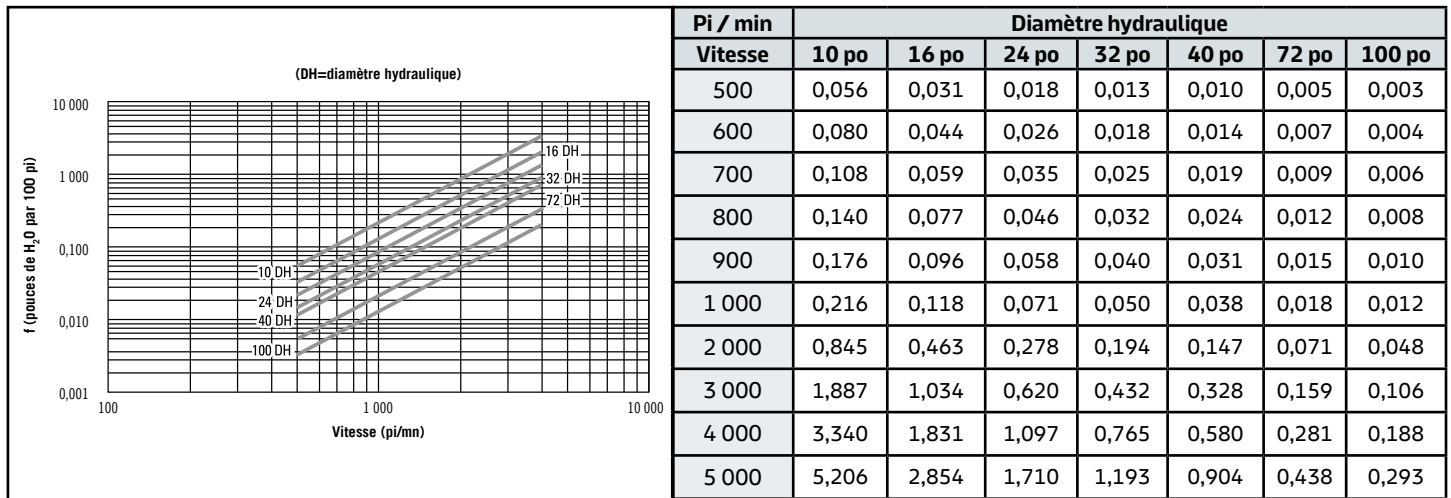 (DH=diamètre hydraulique)
10 000
1 000
0,100
0,010
0,001
f (pouces de H₂O par 100 pi)
16 DH
32 DH
72 DH
10 DH
24 DH
40 DH
100 DH
100
1 000
10 000
Vitesse (pi/mn)
Pi / min Diamètre hydraulique
Vitesse 10 po 16 po 24 po 32 po 40 po 72 po 100 po
500 0,056 0,031 0,018 0,013 0,010 0,005 0,003
600 0,080 0,044 0,026 0,018 0,014 0,007 0,004
700 0,108 0,059 0,035 0,025 0,019 0,009 0,006
800 0,140 0,077 0,046 0,032 0,024 0,012 0,008
900 0,176 0,096 0,058 0,040 0,031 0,015 0,010
1 000 0,216 0,118 0,071 0,050 0,038 0,018 0,012
2 000 0,845 0,463 0,278 0,194 0,147 0,071 0,048
3 000 1,887 1,034 0,620 0,432 0,328 0,159 0,106
4 000 3,340 1,831 1,097 0,765 0,580 0,281 0,188
5 000 5,206 2,854 1,710 1,193 0,904 0,438 0,293